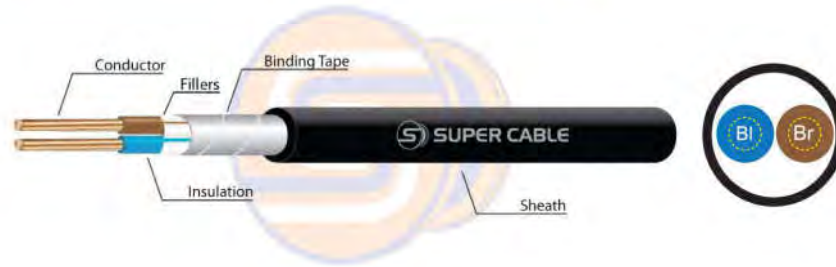 Conductor
Fillers
Binding Tape
SUPER CABLE
Insulation
Sheath
Bl
Br